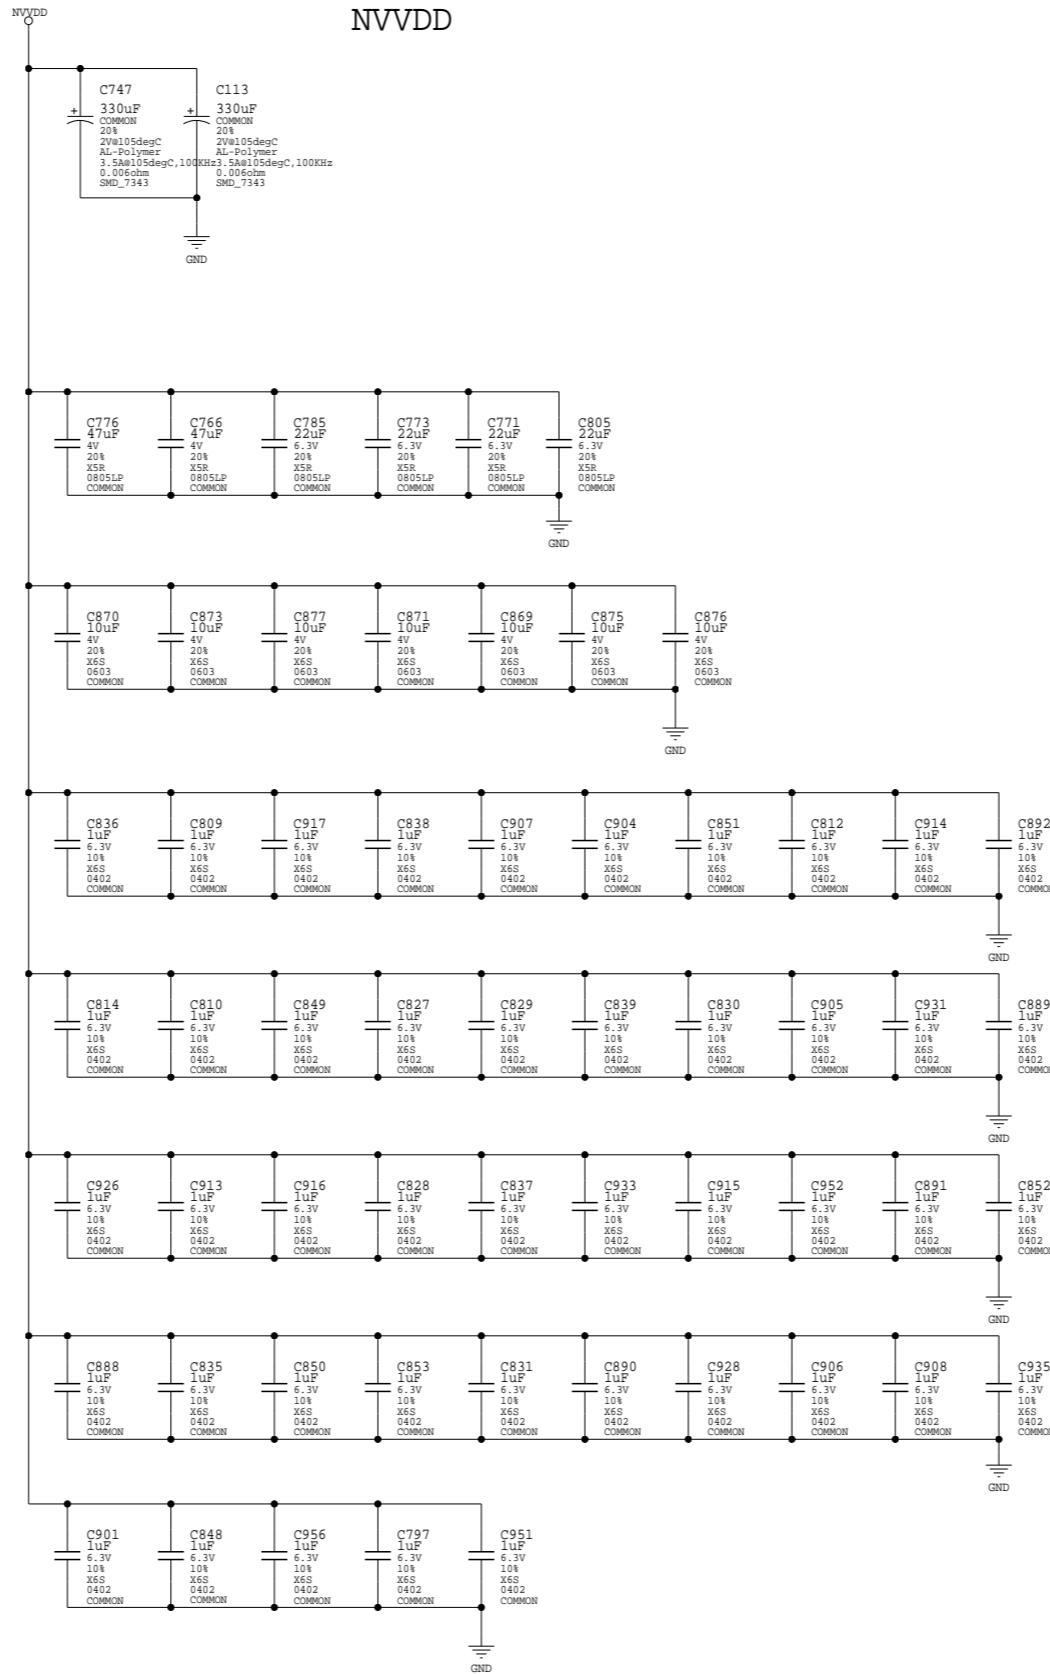 NVVDD
NVVDD
C747 C113
330uF 330uF
COMMON COMMON
20% 20%
2V@105degC 2V@105degC
AL-Polymer AL-Polymer
3.5A@105degC,100KHz 3.5A@105degC,100KHz
0.006ohm 0.006ohm
SMD_7343 SMD_7343
GND
C776 C766 C785 C773 C771 C805
47uF 47uF 22uF 22uF 22uF 22uF
4V 4V 6.3V 6.3V 6.3V 6.3V
20% 20% 20% 20% 20% 20%
X5R X5R X5R X5R X5R X5R
0805LP 0805LP 0805LP 0805LP 0805LP 0805LP
COMMON COMMON COMMON COMMON COMMON COMMON
GND
C870 C873 C877 C871 C869 C875 C876
10uF 10uF 10uF 10uF 10uF 10uF 10uF
4V 4V 4V 4V 4V 4V 4V
20% 20% 20% 20% 20% 20% 20%
X6S X6S X6S X6S X6S X6S X6S
0603 0603 0603 0603 0603 0603 0603
COMMON COMMON COMMON COMMON COMMON COMMON COMMON
GND
C836 C809 C917 C838 C907 C904 C851 C812 C914 C892
1uF 1uF 1uF 1uF 1uF 1uF 1uF 1uF 1uF 1uF
6.3V 6.3V 6.3V 6.3V 6.3V 6.3V 6.3V 6.3V 6.3V 6.3V
10% 10% 10% 10% 10% 10% 10% 10% 10% 10%
X6S X6S X6S X6S X6S X6S X6S X6S X6S X6S
0402 0402 0402 0402 0402 0402 0402 0402 0402 0402
COMMON COMMON COMMON COMMON COMMON COMMON COMMON COMMON COMMON COMMO
GND
C814 C810 C849 C827 C829 C839 C830 C905 C931 C889
1uF 1uF 1uF 1uF 1uF 1uF 1uF 1uF 1uF 1uF
6.3V 6.3V 6.3V 6.3V 6.3V 6.3V 6.3V 6.3V 6.3V 6.3V
10% 10% 10% 10% 10% 10% 10% 10% 10% 10%
X6S X6S X6S X6S X6S X6S X6S X6S X6S X6S
0402 0402 0402 0402 0402 0402 0402 0402 0402 0402
COMMON COMMON COMMON COMMON COMMON COMMON COMMON COMMON COMMON COMMO
GND
C926 C913 C916 C828 C837 C933 C915 C952 C891 C852
1uF 1uF 1uF 1uF 1uF 1uF 1uF 1uF 1uF 1uF
6.3V 6.3V 6.3V 6.3V 6.3V 6.3V 6.3V 6.3V 6.3V 6.3V
10% 10% 10% 10% 10% 10% 10% 10% 10% 10%
X6S X6S X6S X6S X6S X6S X6S X6S X6S X6S
0402 0402 0402 0402 0402 0402 0402 0402 0402 0402
COMMON COMMON COMMON COMMON COMMON COMMON COMMON COMMON COMMON COMMO
GND
C888 C835 C850 C853 C831 C890 C928 C906 C908 C935
1uF 1uF 1uF 1uF 1uF 1uF 1uF 1uF 1uF 1uF
6.3V 6.3V 6.3V 6.3V 6.3V 6.3V 6.3V 6.3V 6.3V 6.3V
10% 10% 10% 10% 10% 10% 10% 10% 10% 10%
X6S X6S X6S X6S X6S X6S X6S X6S X6S X6S
0402 0402 0402 0402 0402 0402 0402 0402 0402 0402
COMMON COMMON COMMON COMMON COMMON COMMON COMMON COMMON COMMON COMMO
GND
C901 C848 C956 C797 C951
1uF 1uF 1uF 1uF 1uF
6.3V 6.3V 6.3V 6.3V 6.3V
10% 10% 10% 10% 10%
X6S X6S X6S X6S X6S
0402 0402 0402 0402 0402
COMMON COMMON COMMON COMMON COMMON
GND